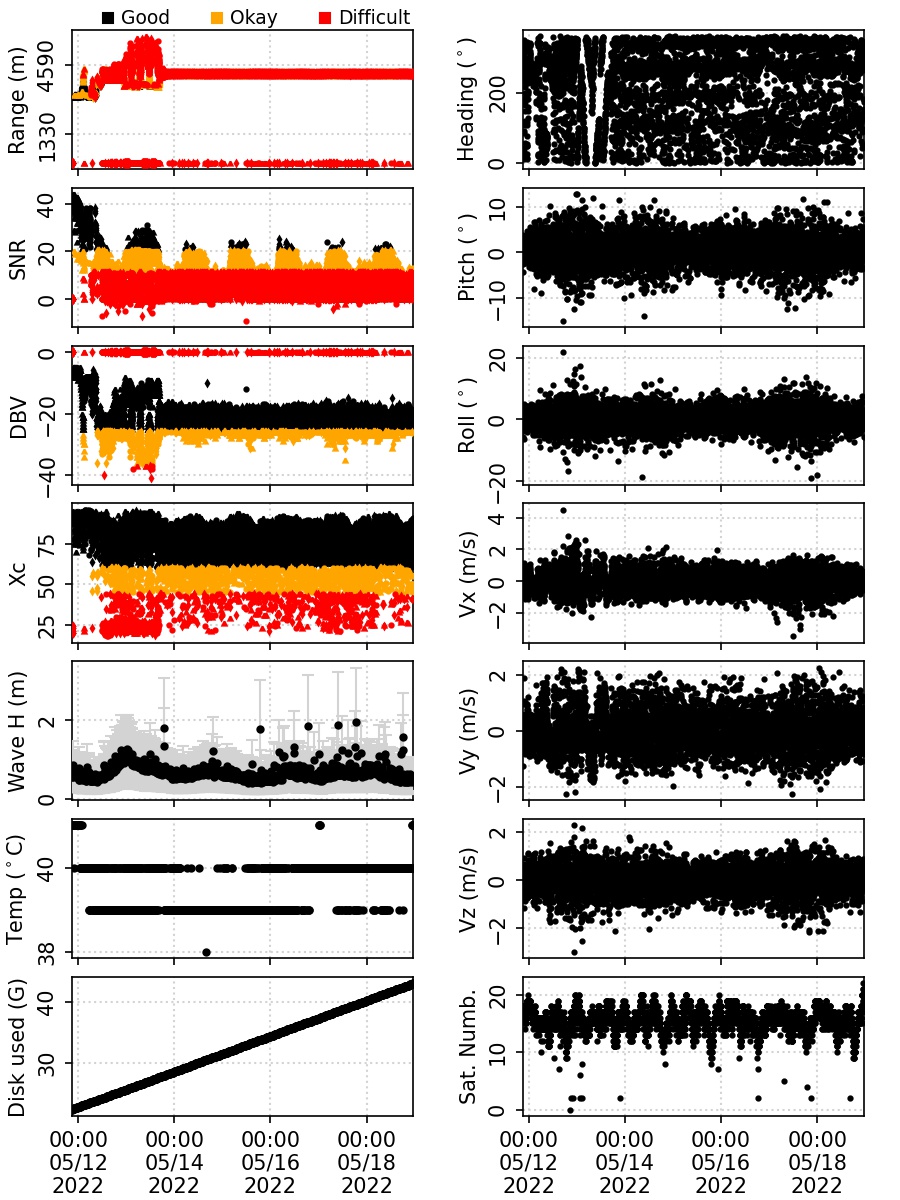 Good Okay Difficult
Range (m)
4590
1330
Heading (°)
200
0
SNR
40
20
0
Pitch (°)
10
0
−10
DBV
0
−20
−40
Roll (°)
20
0
−20
Xc
75
50
25
Vx (m/s)
4
2
0
−2
Wave H (m)
2
0
Vy (m/s)
2
0
−2
Temp (°C)
40
38
Vz (m/s)
2
0
−2
Disk used (G)
40
30
Sat. Numb.
20
10
0
00:00 00:00 00:00 00:00
05/12 05/14 05/16 05/18
2022 2022 2022 2022
00:00 00:00 00:00 00:00
05/12 05/14 05/16 05/18
2022 2022 2022 2022